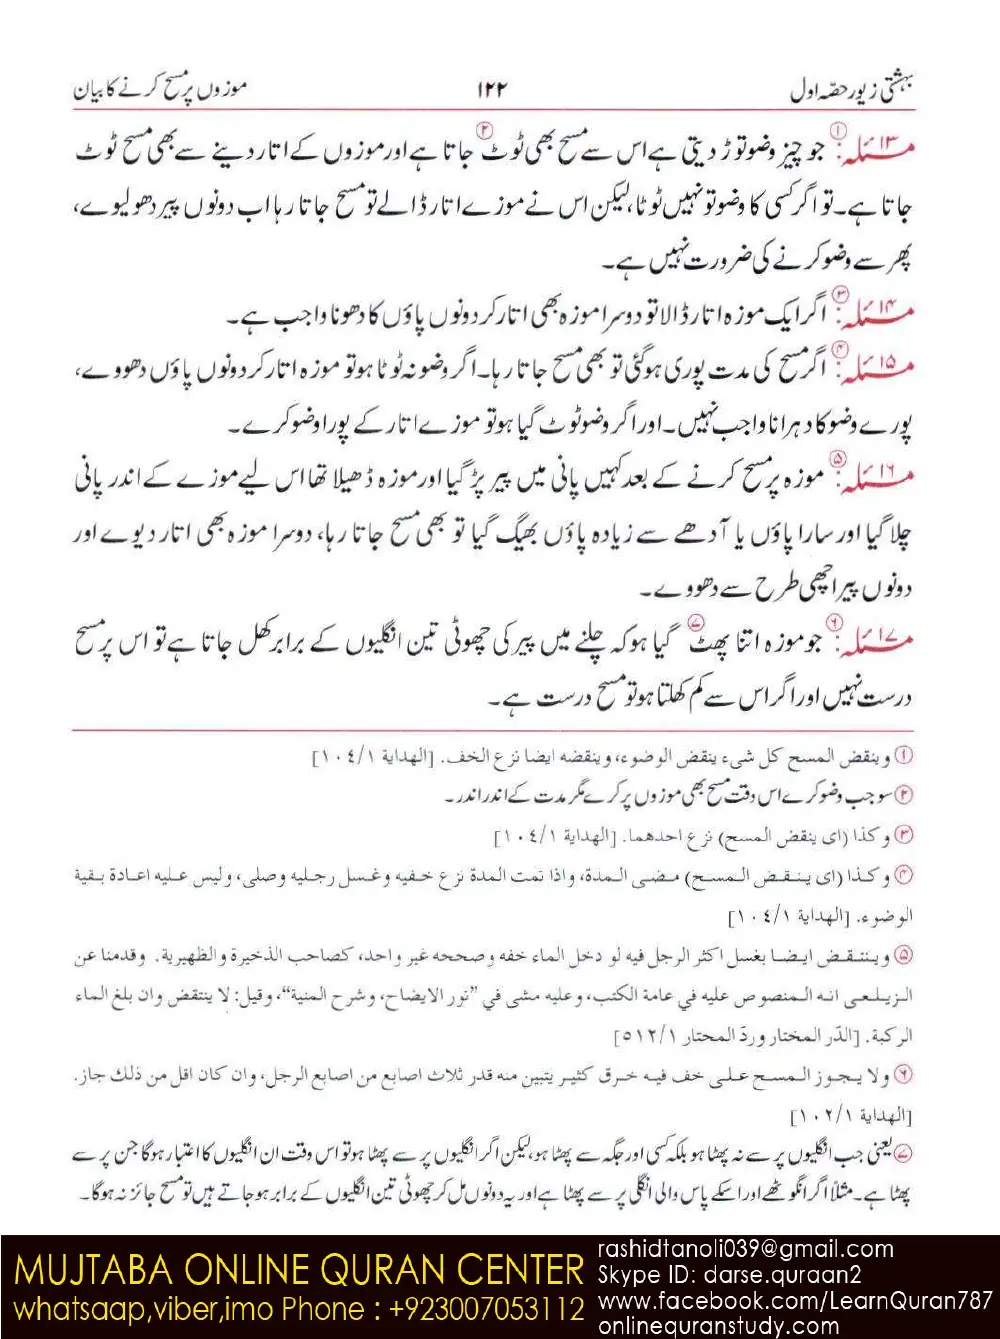 بہشتی زیور حصّہ اول ۱۲۲ موزوں پر مسح کرنے کا بیان
مسئلہ ۱۳: ① جو چیز وضو توڑ دیتی ہے اس سے مسح بھی ٹوٹ ② جاتا ہے اور موزوں کے اتار دینے سے بھی مسح ٹوٹ
جاتا ہے۔ تو اگر کسی کا وضو تو نہیں ٹوٹا، لیکن اس نے موزے اتار ڈالے تو مسح جاتا رہا اب دونوں پیر دھو لیوے،
پھر سے وضو کرنے کی ضرورت نہیں ہے۔
مسئلہ ۱۴: ③ اگر ایک موزہ اتار ڈالا تو دوسرا موزہ بھی اتار کر دونوں پاؤں کا دھونا واجب ہے۔
مسئلہ ۱۵: ④ اگر مسح کی مدت پوری ہو گئی تو بھی مسح جاتا رہا۔ اگر وضو نہ ٹوٹا ہو تو موزہ اتار کر دونوں پاؤں دھووے،
پورے وضو کا دہرانا واجب نہیں۔ اور اگر وضو ٹوٹ گیا ہو تو موزے اتار کے پورا وضو کرے۔
مسئلہ ۱۶: ⑤ موزہ پر مسح کرنے کے بعد کہیں پانی میں پیر پڑ گیا اور موزہ ڈھیلا تھا اس لیے موزے کے اندر پانی
چلا گیا اور سارا پاؤں یا آدھے سے زیادہ پاؤں بھیگ گیا تو بھی مسح جاتا رہا، دوسرا موزہ بھی اتار دیوے اور
دونوں پیر اچھی طرح سے دھووے۔
مسئلہ ۱۷: ⑥ جو موزہ اتنا پھٹ ⑦ گیا ہو کہ چلنے میں پیر کی چھوٹی تین انگلیوں کے برابر کھل جاتا ہے تو اس پر مسح
درست نہیں اور اگر اس سے کم کھلتا ہو تو مسح درست ہے۔
① وینقض المسح کل شیء ینقض الوضوء، وینقضه ایضا نزع الخف. [الهدایة ۱/۱۰٤]
② سو جب وضو کرے اس وقت مسح بھی موزوں پر کرے مگر مدت کے اندر اندر۔
③ وکذا (ای ینقض المسح) نزع احدهما. [الهدایة ۱/۱۰٤]
④ وکذا (ای ینقض المسح) مضی المدة، واذا تمت المدة نزع خفیه وغسل رجلیه وصلی، ولیس علیه اعادة بقیة
الوضوء. [الهدایة ۱/۱۰٤]
⑤ وینتقض ایضا بغسل اکثر الرجل فیه لو دخل الماء خفه وصححه غیر واحد، کصاحب الذخیرة والظهیریة. وقدمنا عن
الزیلعی انه المنصوص علیه في عامة الکتب، وعلیه مشی في ”نور الایضاح، وشرح المنیة“، وقیل: لا ینتقض وان بلغ الماء
الرکبة. [الدّر المختار وردّ المحتار ۱/۵۱۲]
⑥ ولا یجوز المسح علی خف فیه خرق کثیر یتبین منه قدر ثلاث اصابع من اصابع الرجل، وان کان اقل من ذلك جاز.
[الهدایة ۱/۱۰۲]
⑦ یعنی جب انگلیوں پر سے نہ پھٹا ہو بلکہ کسی اور جگہ سے پھٹا ہو، لیکن اگر انگلیوں پر سے پھٹا ہو تو اس وقت ان انگلیوں کا اعتبار ہوگا جن پر سے
پھٹا ہے۔ مثلاً اگر انگوٹھے اور اسکے پاس والی انگلی پر سے پھٹا ہے اور یہ دونوں مل کر چھوٹی تین انگلیوں کے برابر ہو جاتے ہیں تو مسح جائز نہ ہوگا۔
MUJTABA ONLINE QURAN CENTER
whatsaap,viber,imo Phone : +923007053112
rashidtanoli039@gmail.com
Skype ID: darse.quraan2
www.facebook.com/LearnQuran787
onlinequranstudy.com